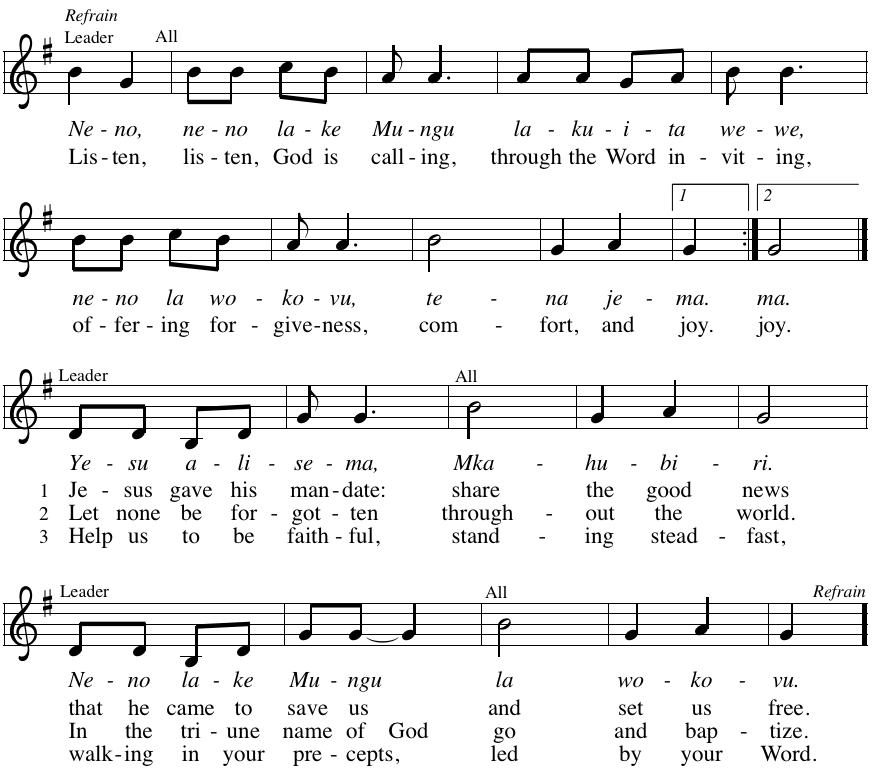 Refrain
Leader All
Ne - no, ne - no la - ke Mu - ngu la - ku - i - ta we - we,
Lis - ten, lis - ten, God is call - ing, through the Word in - vit - ing,
1 2
ne - no la wo - ko - vu, te - na je - ma. ma.
of - fer - ing for - give - ness, com - fort, and joy. joy.
Leader All
Ye - su a - li - se - ma, Mka - hu - bi - ri.
1 Je - sus gave his man - date: share the good news
2 Let none be for - got - ten through - out the world.
3 Help us to be faith - ful, stand - ing stead - fast,
Leader All Refrain
Ne - no la - ke Mu - ngu la wo - ko - vu.
that he came to save us and set us free.
In the tri - une name of God go and bap - tize.
walk - ing in your pre - cepts, led by your Word.